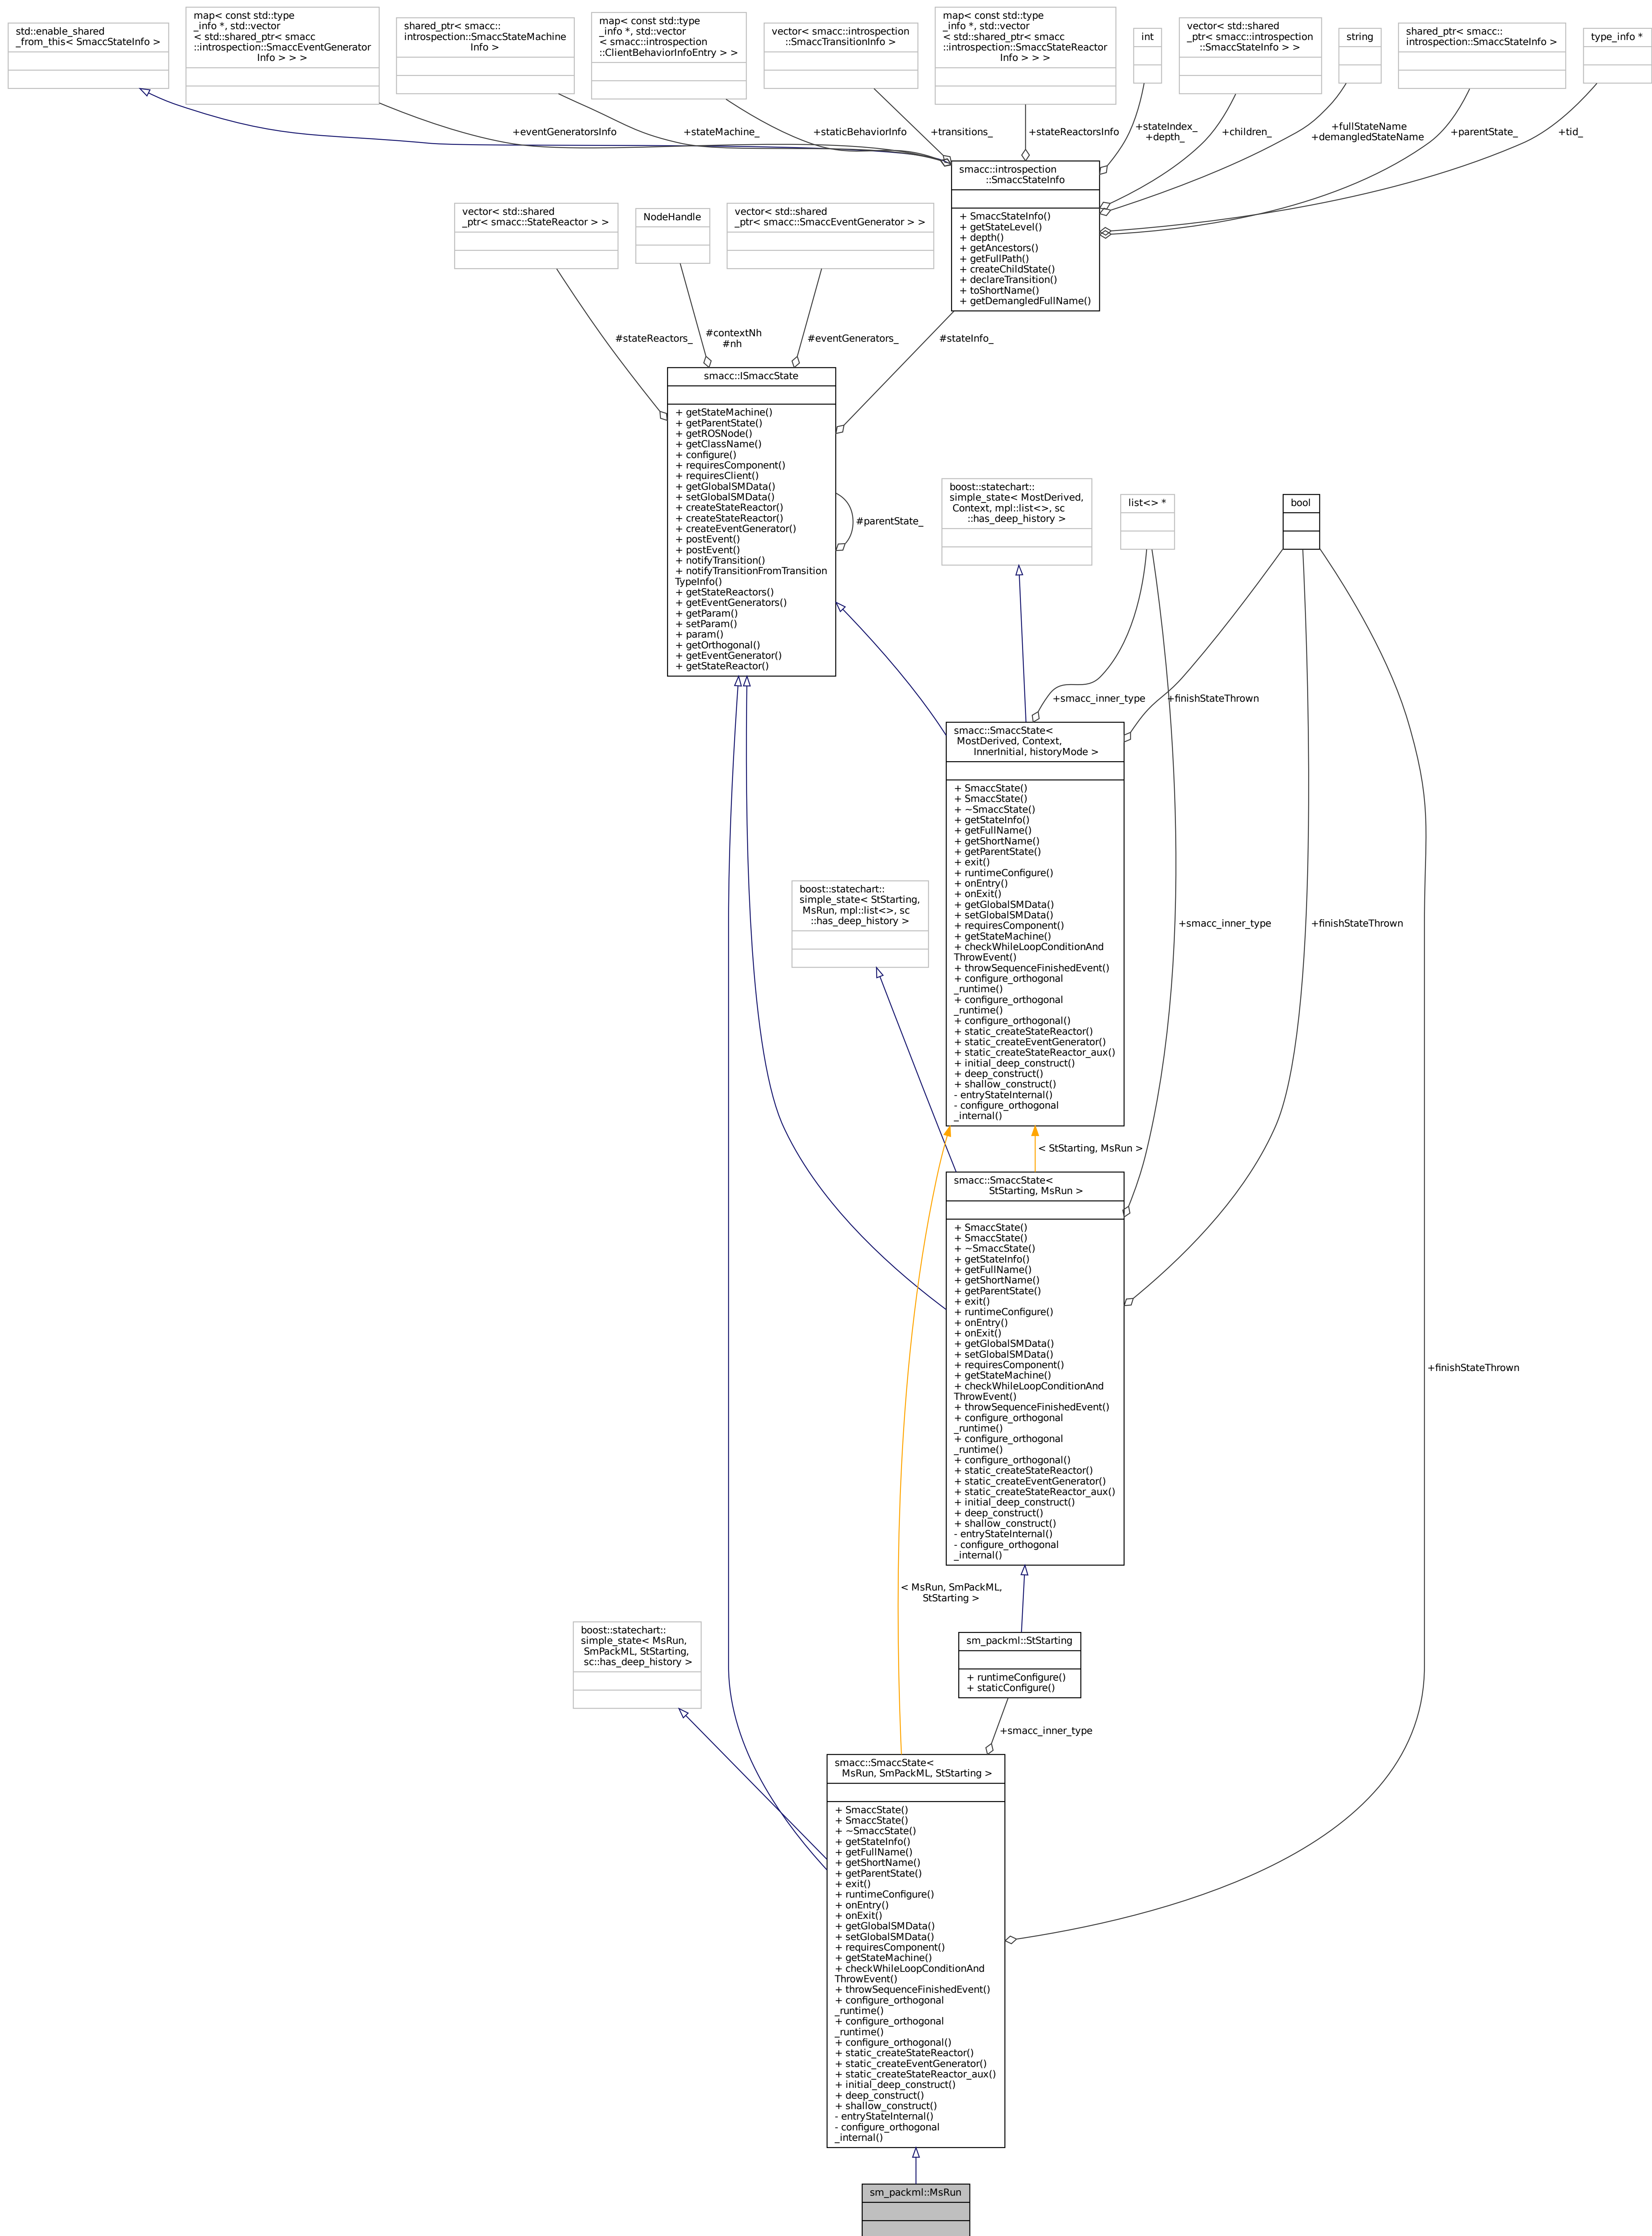 std::enable_shared
_from_this< SmaccStateInfo >
map< const std::type
_info *, std::vector
< std::shared_ptr< smacc
::introspection::SmaccEventGenerator
Info > > >
shared_ptr< smacc::
introspection::SmaccStateMachine
Info >
map< const std::type
_info *, std::vector
< smacc::introspection
::ClientBehaviorInfoEntry > >
vector< smacc::introspection
::SmaccTransitionInfo >
map< const std::type
_info *, std::vector
< std::shared_ptr< smacc
::introspection::SmaccStateReactor
Info > > >
int
vector< std::shared
_ptr< smacc::introspection
::SmaccStateInfo > >
string
shared_ptr< smacc::
introspection::SmaccStateInfo >
type_info *
+eventGeneratorsInfo
+stateMachine_
+staticBehaviorInfo
+transitions_
+stateReactorsInfo
+stateIndex_
+depth_
+children_
+fullStateName
+demangledStateName
+parentState_
+tid_
smacc::introspection
::SmaccStateInfo
+ SmaccStateInfo()
+ getStateLevel()
+ depth()
+ getAncestors()
+ getFullPath()
+ createChildState()
+ declareTransition()
+ toShortName()
+ getDemangledFullName()
vector< std::shared
_ptr< smacc::StateReactor > >
NodeHandle
vector< std::shared
_ptr< smacc::SmaccEventGenerator > >
#stateReactors_
#contextNh
#nh
#eventGenerators_
#stateInfo_
smacc::ISmaccState
+ getStateMachine()
+ getParentState()
+ getROSNode()
+ getClassName()
+ configure()
+ requiresComponent()
+ requiresClient()
+ getGlobalSMData()
+ setGlobalSMData()
+ createStateReactor()
+ createStateReactor()
+ createEventGenerator()
+ postEvent()
+ postEvent()
+ notifyTransition()
+ notifyTransitionFromTransition
TypeInfo()
+ getStateReactors()
+ getEventGenerators()
+ getParam()
+ setParam()
+ param()
+ getOrthogonal()
+ getEventGenerator()
+ getStateReactor()
#parentState_
boost::statechart::
simple_state< MostDerived,
Context, mpl::list<>, sc
::has_deep_history >
list<> *
bool
+smacc_inner_type
+finishStateThrown
smacc::SmaccState<
MostDerived, Context,
InnerInitial, historyMode >
+ SmaccState()
+ SmaccState()
+ ~SmaccState()
+ getStateInfo()
+ getFullName()
+ getShortName()
+ getParentState()
+ exit()
+ runtimeConfigure()
+ onEntry()
+ onExit()
+ getGlobalSMData()
+ setGlobalSMData()
+ requiresComponent()
+ getStateMachine()
+ checkWhileLoopConditionAnd
ThrowEvent()
+ throwSequenceFinishedEvent()
+ configure_orthogonal
_runtime()
+ configure_orthogonal
_runtime()
+ configure_orthogonal()
+ static_createStateReactor()
+ static_createEventGenerator()
+ static_createStateReactor_aux()
+ initial_deep_construct()
+ deep_construct()
+ shallow_construct()
- entryStateInternal()
- configure_orthogonal
_internal()
boost::statechart::
simple_state< StStarting,
MsRun, mpl::list<>, sc
::has_deep_history >
+smacc_inner_type
+finishStateThrown
< StStarting, MsRun >
smacc::SmaccState<
StStarting, MsRun >
+ SmaccState()
+ SmaccState()
+ ~SmaccState()
+ getStateInfo()
+ getFullName()
+ getShortName()
+ getParentState()
+ exit()
+ runtimeConfigure()
+ onEntry()
+ onExit()
+ getGlobalSMData()
+ setGlobalSMData()
+ requiresComponent()
+ getStateMachine()
+ checkWhileLoopConditionAnd
ThrowEvent()
+ throwSequenceFinishedEvent()
+ configure_orthogonal
_runtime()
+ configure_orthogonal
_runtime()
+ configure_orthogonal()
+ static_createStateReactor()
+ static_createEventGenerator()
+ static_createStateReactor_aux()
+ initial_deep_construct()
+ deep_construct()
+ shallow_construct()
- entryStateInternal()
- configure_orthogonal
_internal()
+finishStateThrown
< MsRun, SmPackML,
StStarting >
boost::statechart::
simple_state< MsRun,
SmPackML, StStarting,
sc::has_deep_history >
sm_packml::StStarting
+ runtimeConfigure()
+ staticConfigure()
+smacc_inner_type
smacc::SmaccState<
MsRun, SmPackML, StStarting >
+ SmaccState()
+ SmaccState()
+ ~SmaccState()
+ getStateInfo()
+ getFullName()
+ getShortName()
+ getParentState()
+ exit()
+ runtimeConfigure()
+ onEntry()
+ onExit()
+ getGlobalSMData()
+ setGlobalSMData()
+ requiresComponent()
+ getStateMachine()
+ checkWhileLoopConditionAnd
ThrowEvent()
+ throwSequenceFinishedEvent()
+ configure_orthogonal
_runtime()
+ configure_orthogonal
_runtime()
+ configure_orthogonal()
+ static_createStateReactor()
+ static_createEventGenerator()
+ static_createStateReactor_aux()
+ initial_deep_construct()
+ deep_construct()
+ shallow_construct()
- entryStateInternal()
- configure_orthogonal
_internal()
sm_packml::MsRun